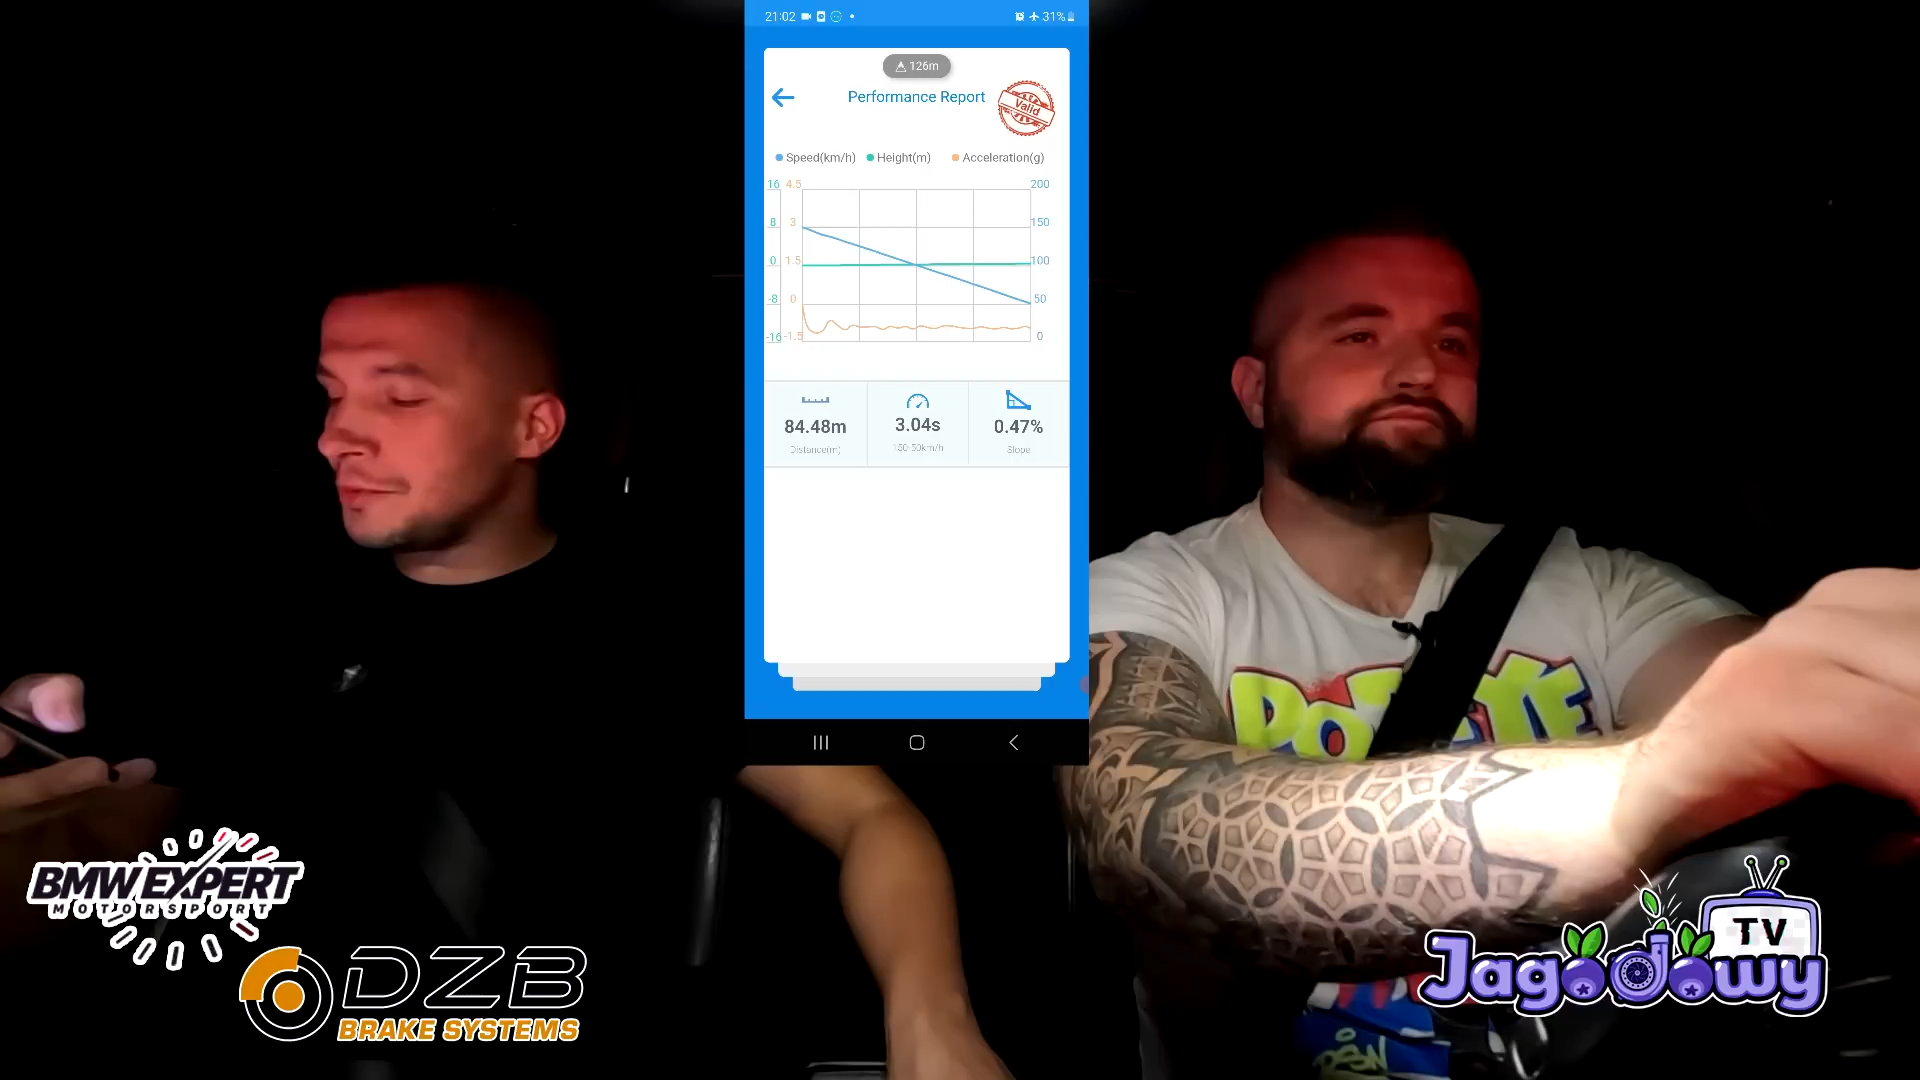 21:02
31%
126m
Performance Report
Valid
Speed(km/h) Height(m) Acceleration(g)
16 4.5 200
8 3 150
0 1.5 100
-8 0 50
-16 -1.5 0
84.48m 3.04s 0.47%
Distance(m) 150-50km/h Slope
BMW EXPERT
MOTORSPORT
DZB
BRAKE SYSTEMS
TV
Jagodowy